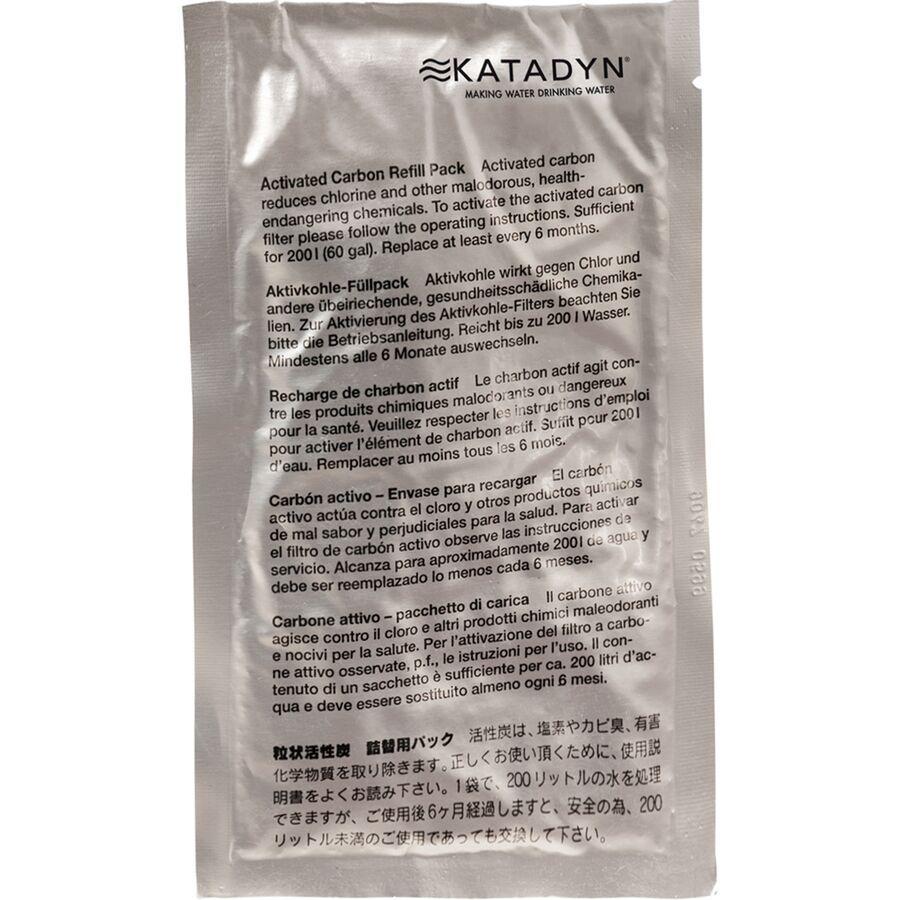 KATADYN®
MAKING WATER DRINKING WATER
Activated Carbon Refill Pack Activated carbon
reduces chlorine and other malodorous, health-
endangering chemicals. To activate the activated carbon
filter please follow the operating instructions. Sufficient
for 200 l (60 gal). Replace at least every 6 months.
Aktivkohle-Füllpack Aktivkohle wirkt gegen Chlor und
andere übelriechende, gesundheitsschädliche Chemika-
lien. Zur Aktivierung des Aktivkohle-Filters beachten Sie
bitte die Betriebsanleitung. Reicht bis zu 200 l Wasser.
Mindestens alle 6 Monate auswechseln.
Recharge de charbon actif Le charbon actif agit con-
tre les produits chimiques malodorants ou dangereux
pour la santé. Veuillez respecter les instructions d'emploi
pour activer l'élément de charbon actif. Suffit pour 200 l
d'eau. Remplacer au moins tous les 6 mois.
Carbón activo – Envase para recargar El carbón
activo actúa contra el cloro y otros productos químicos
de mal sabor y perjudiciales para la salud. Para activar
el filtro de carbón activo observe las instrucciones de
servicio. Alcanza para aproximadamente 200 l de agua y
debe ser reemplazado lo menos cada 6 meses.
Carbone attivo – pacchetto di carica Il carbone attivo
agisce contro il cloro e altri prodotti chimici maleodoranti
e nocivi per la salute. Per l'attivazione del filtro a carbo-
ne attivo osservate, p.f., le istruzioni per l'uso. Il con-
tenuto di un sacchetto è sufficiente per ca. 200 litri d'ac-
qua e deve essere sostituito almeno ogni 6 mesi.
粒状活性炭 詰替用パック 活性炭は、塩素やカビ臭、有害
化学物質を取り除きます。正しくお使い頂くために、使用説
明書をよくお読み下さい。1袋で、200リットルの水を処理
できますが、ご使用後6ヶ月経過しますと、安全の為、200
リットル未満のご使用であっても交換して下さい。